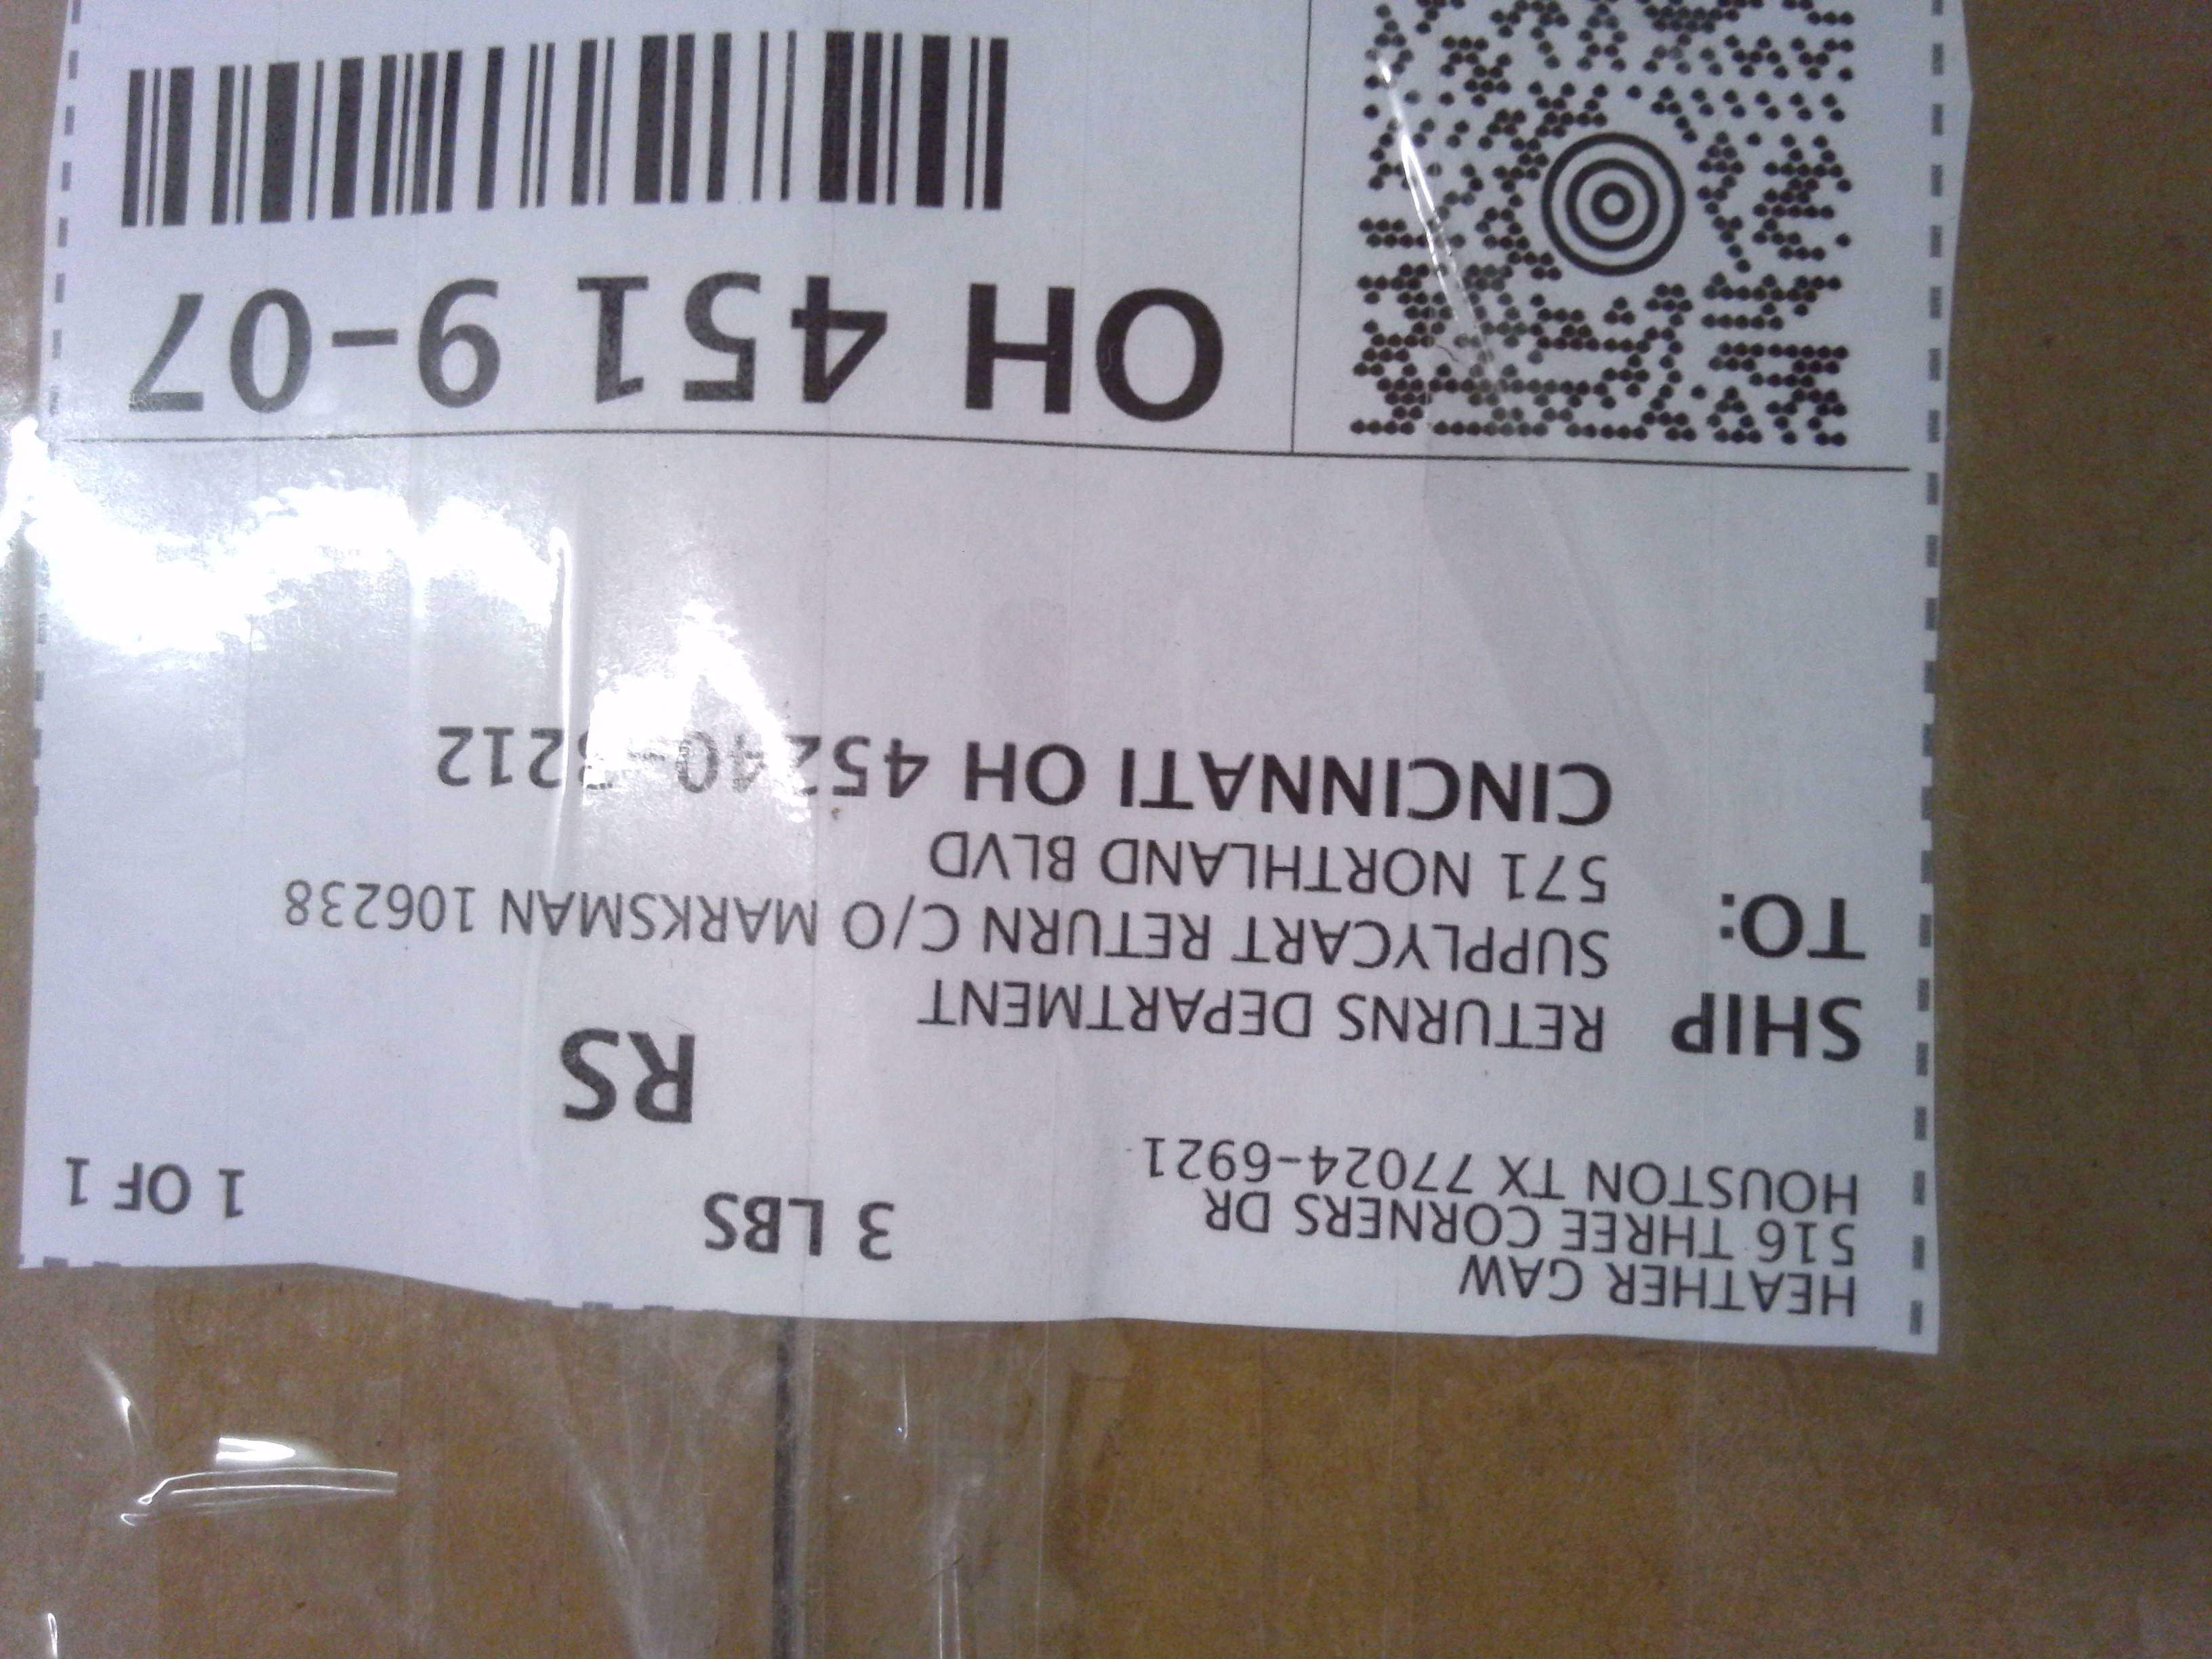 HEATHER GAW
516 THREE CORNERS DR
HOUSTON TX 77024-6921
3 LBS
1 OF 1
RS
SHIP
TO:
RETURNS DEPARTMENT
SUPPLYCART RETURN C/O MARKSMAN 106238
571 NORTHLAND BLVD
CINCINNATI OH 45240-3212
OH 451 9-07